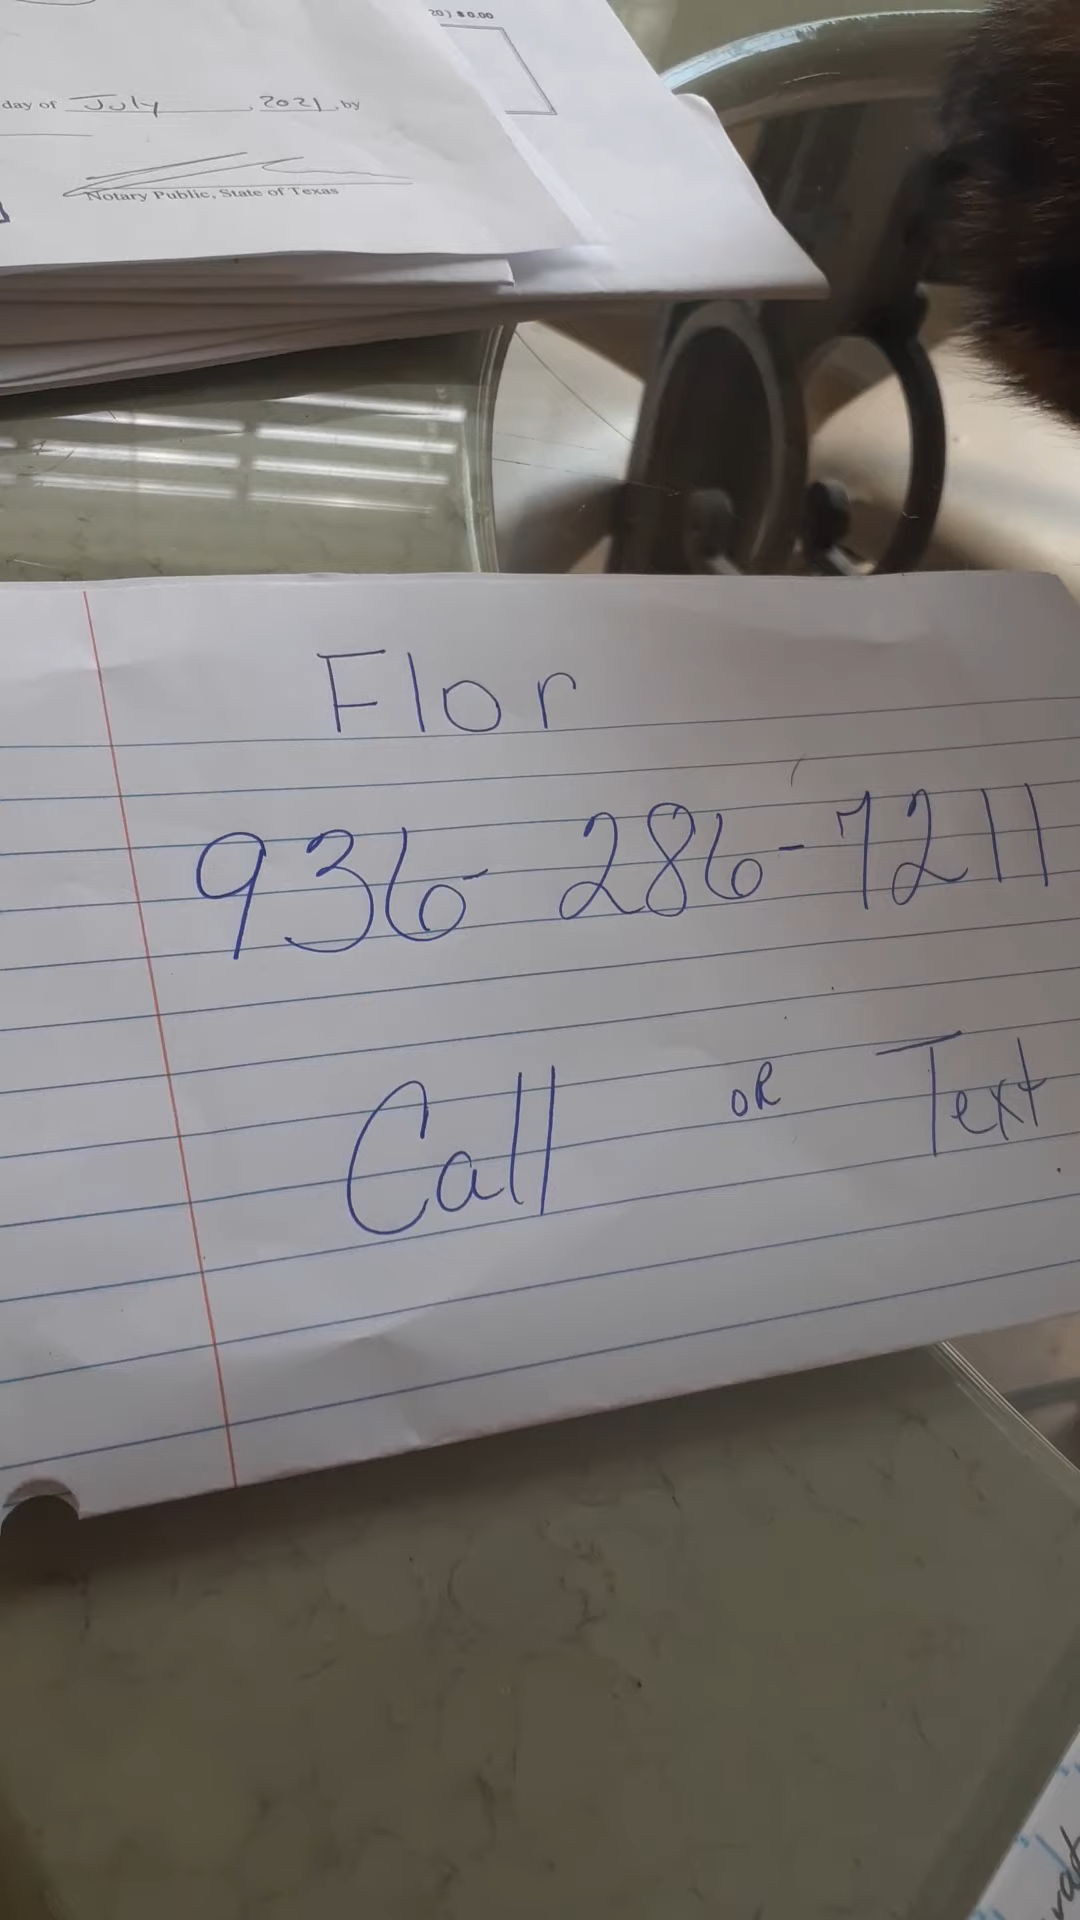 20) $0.00
day of July, 2021, by
Notary Public, State of Texas
Flor
936-286-7211
Call OR Text